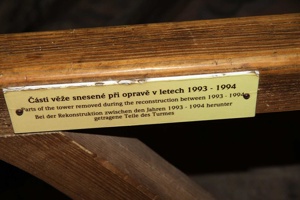 Části věže snesené při opravě v letech 1993 - 1994
Parts of the tower removed during the reconstruction between 1993 - 1994
Bei der Rekonstruktion zwischen den Jahren 1993 - 1994 herunter
getragene Teile des Turmes